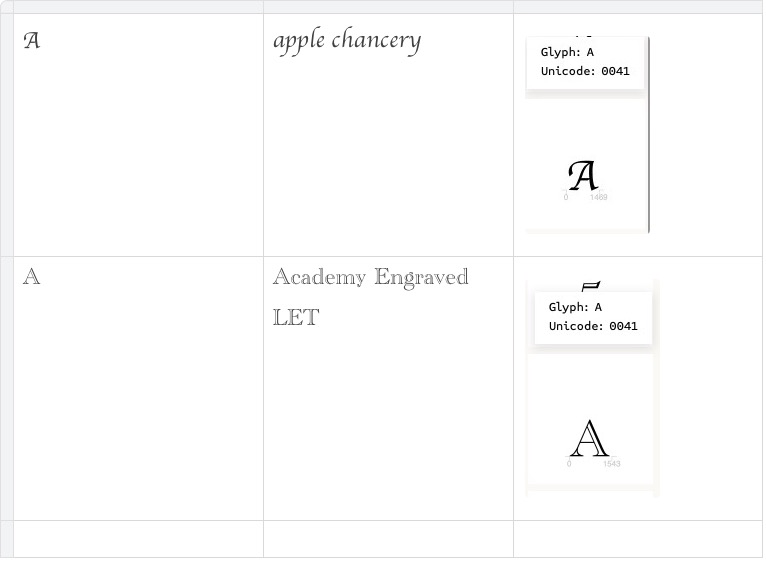 A
apple chancery
Glyph: A
Unicode: 0041
A
0 1469
A
Academy Engraved
LET
Glyph: A
Unicode: 0041
A
0 1543